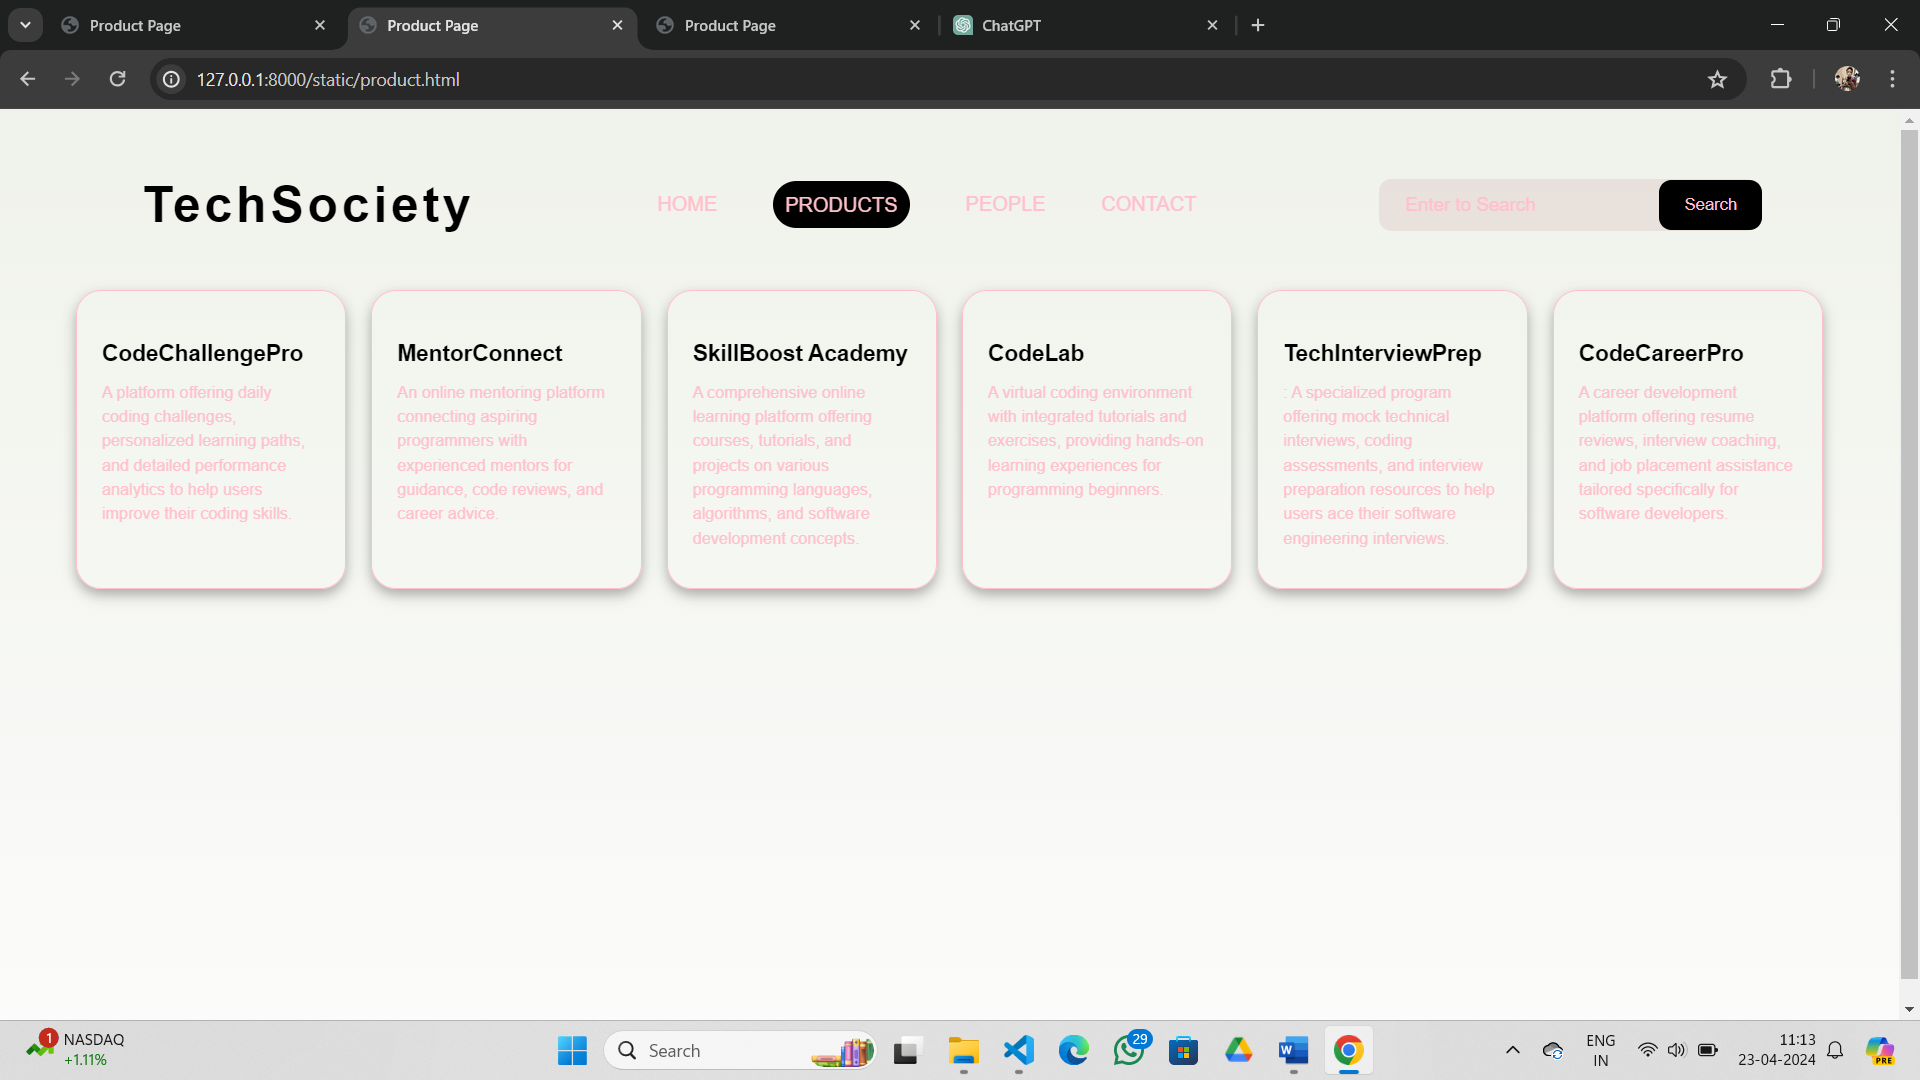 Product Page
Product Page
Product Page
ChatGPT
127.0.0.1:8000/static/product.html
TechSociety
HOME
PRODUCTS
PEOPLE
CONTACT
Enter to Search
Search
CodeChallengePro
A platform offering daily
coding challenges,
personalized learning paths,
and detailed performance
analytics to help users
improve their coding skills.
MentorConnect
An online mentoring platform
connecting aspiring
programmers with
experienced mentors for
guidance, code reviews, and
career advice.
SkillBoost Academy
A comprehensive online
learning platform offering
courses, tutorials, and
projects on various
programming languages,
algorithms, and software
development concepts.
CodeLab
A virtual coding environment
with integrated tutorials and
exercises, providing hands-on
learning experiences for
programming beginners.
TechInterviewPrep
: A specialized program
offering mock technical
interviews, coding
assessments, and interview
preparation resources to help
users ace their software
engineering interviews.
CodeCareerPro
A career development
platform offering resume
reviews, interview coaching,
and job placement assistance
tailored specifically for
software developers.
1
NASDAQ
+1.11%
Search
29
W
ENG
IN
11:13
23-04-2024
PRE